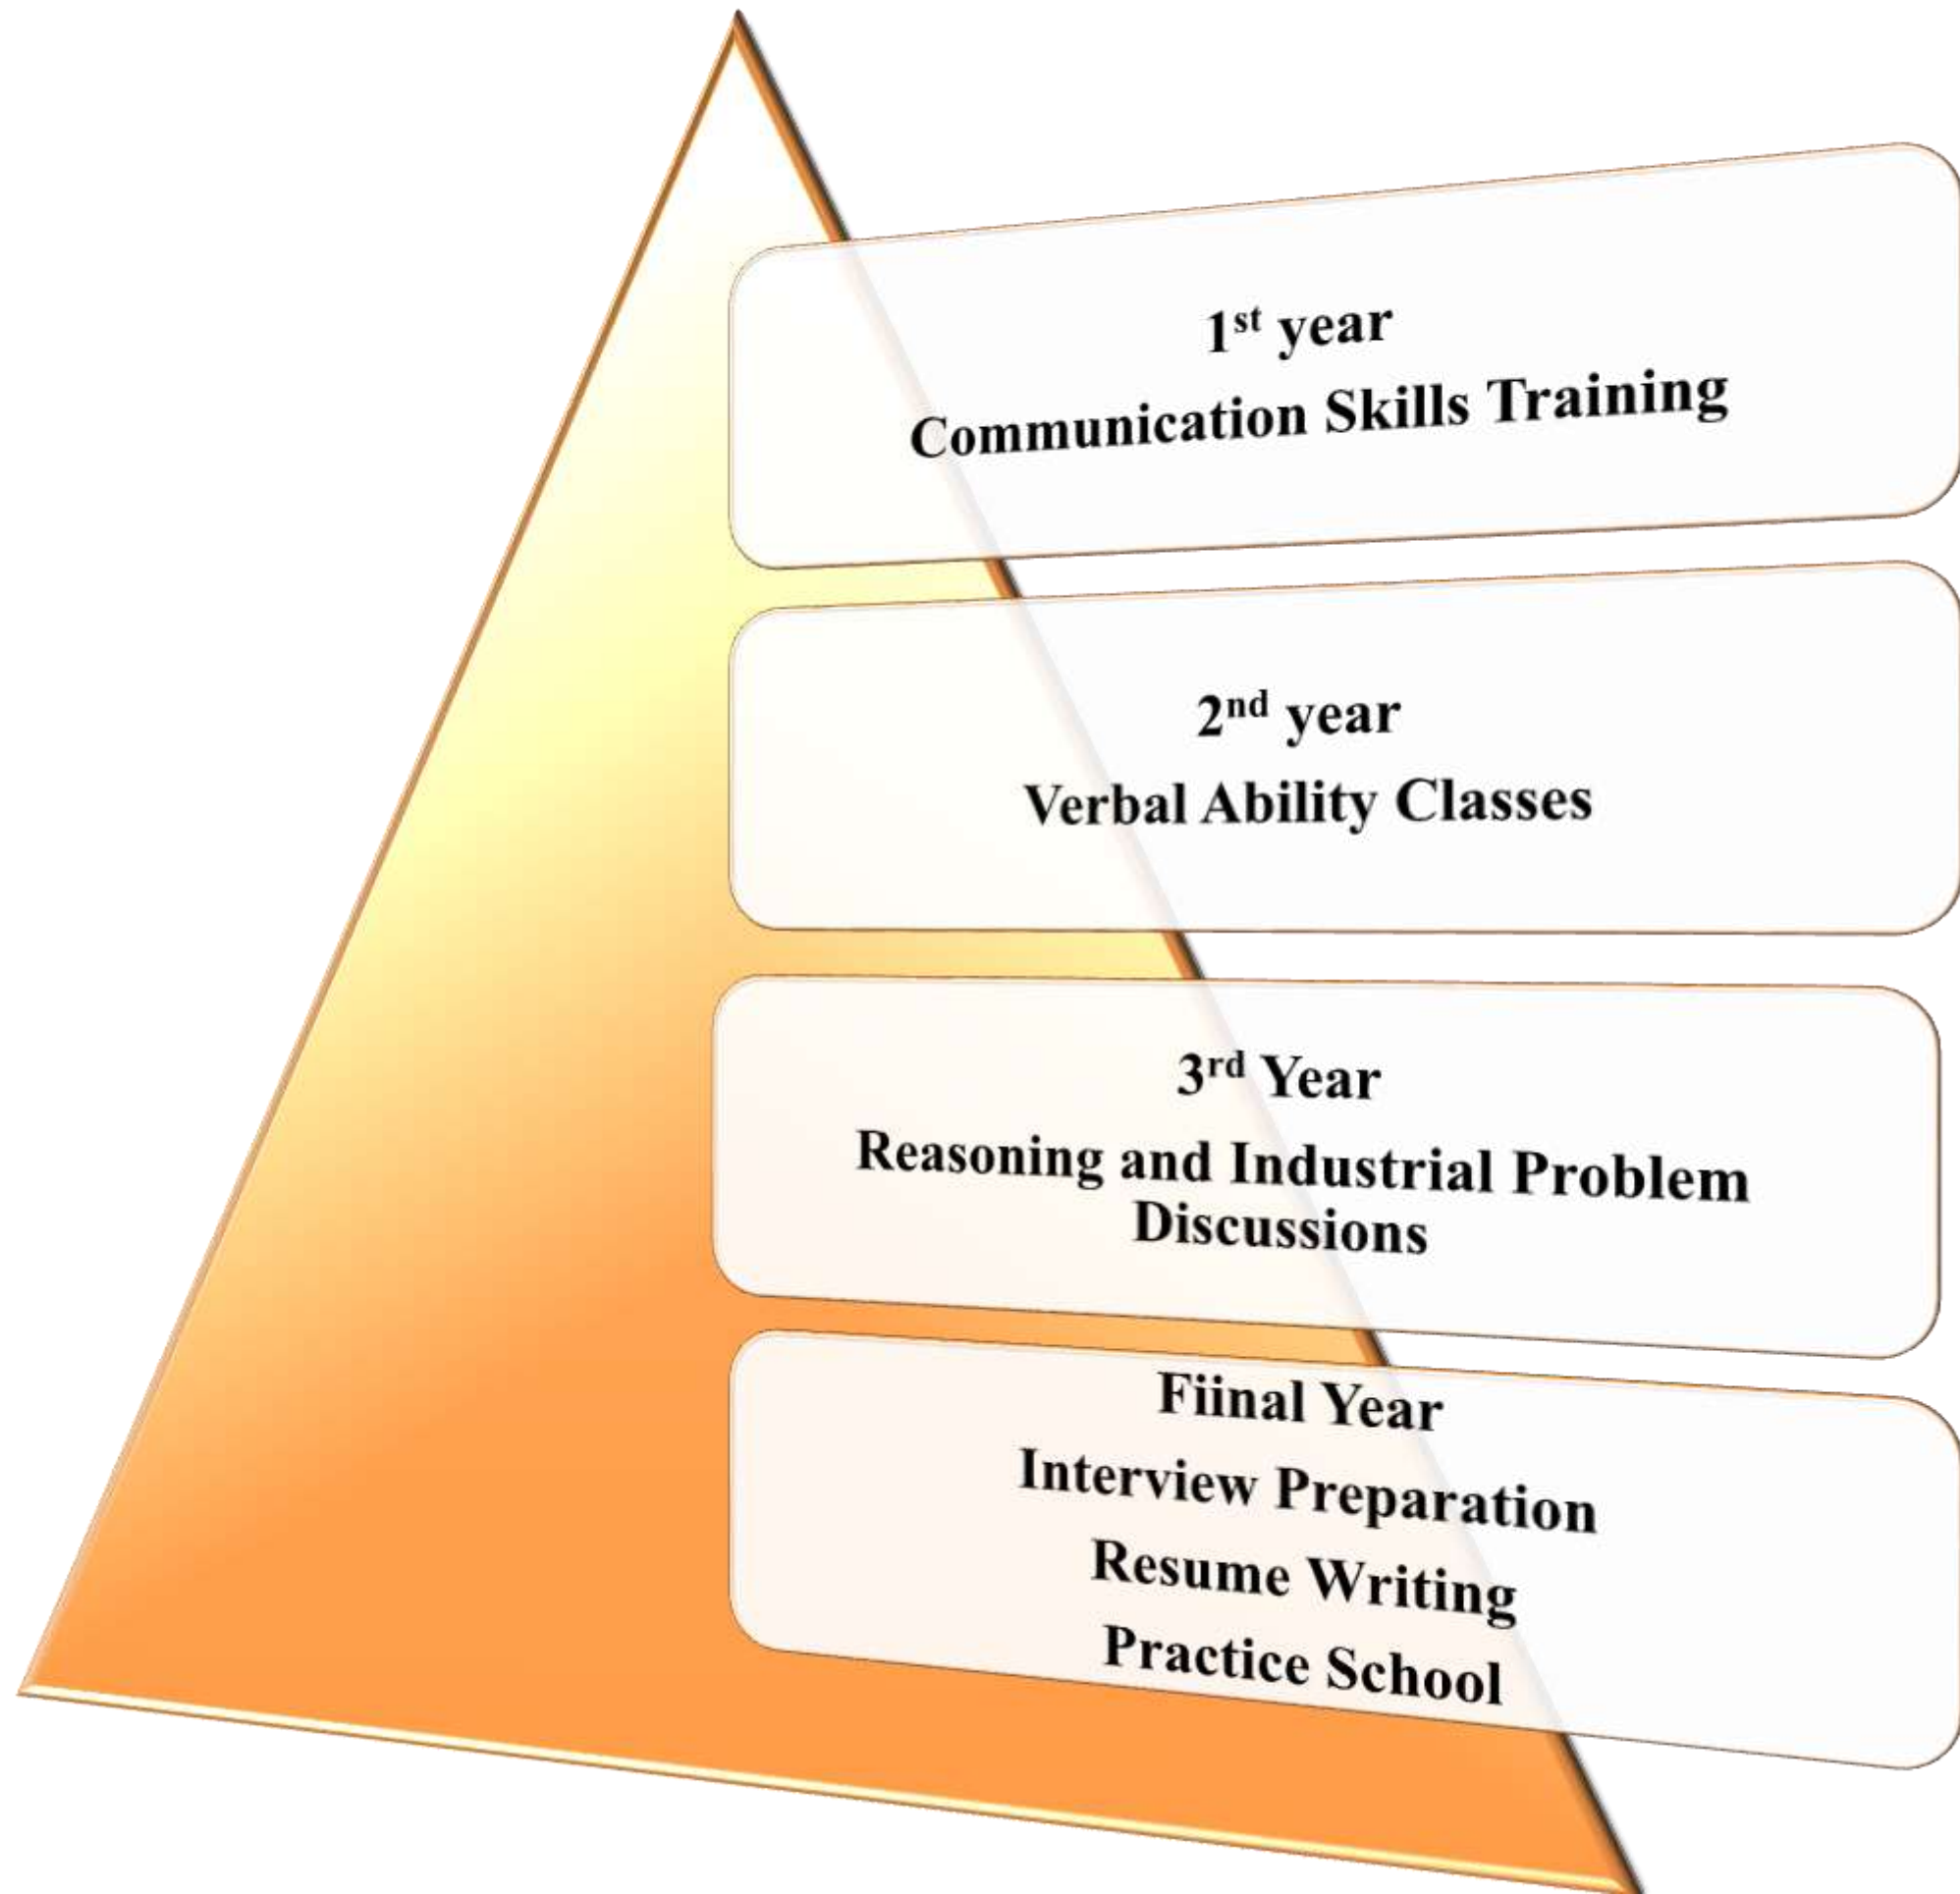 1st year
Communication Skills Training
2nd year
Verbal Ability Classes
3rd Year
Reasoning and Industrial Problem
Discussions
Fiinal Year
Interview Preparation
Resume Writing
Practice School